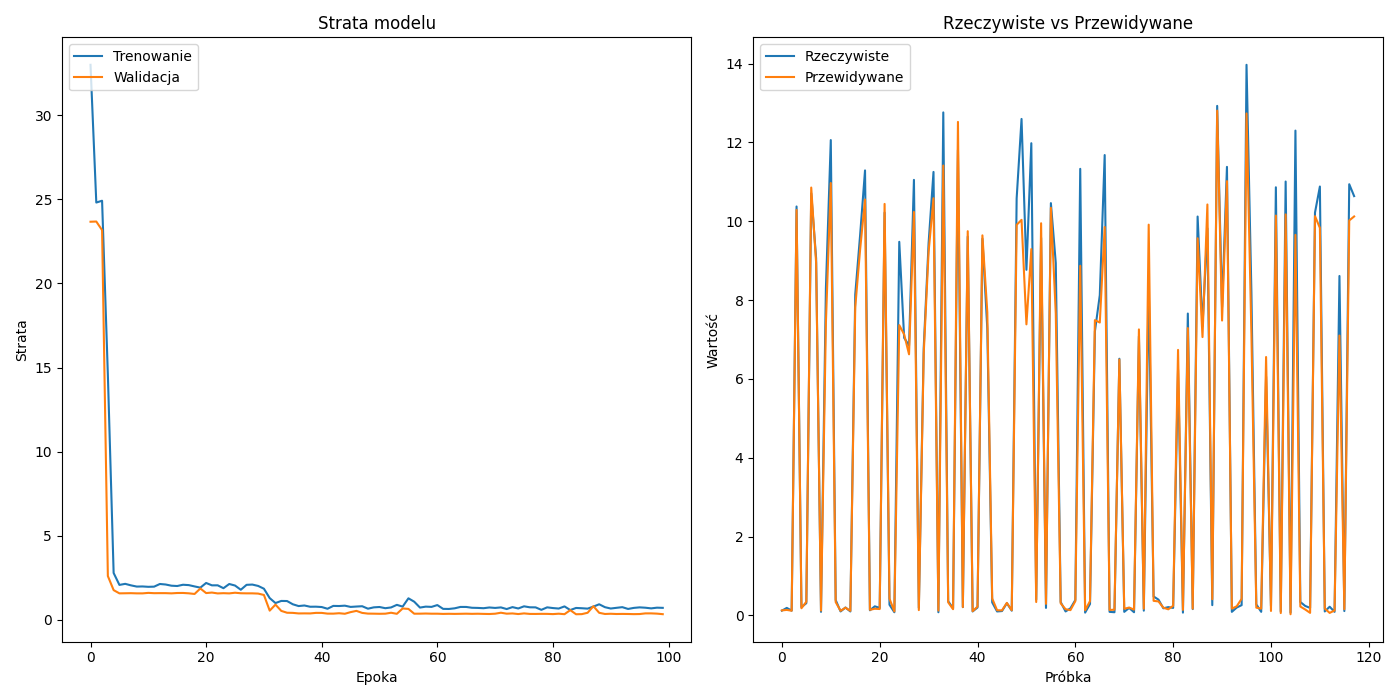 Strata modelu
Trenowanie
Walidacja
Strata
30
25
20
15
10
5
0
0 20 40 60 80 100
Epoka
Rzeczywiste vs Przewidywane
Rzeczywiste
Przewidywane
Wartość
14
12
10
8
6
4
2
0
0 20 40 60 80 100 120
Próbka